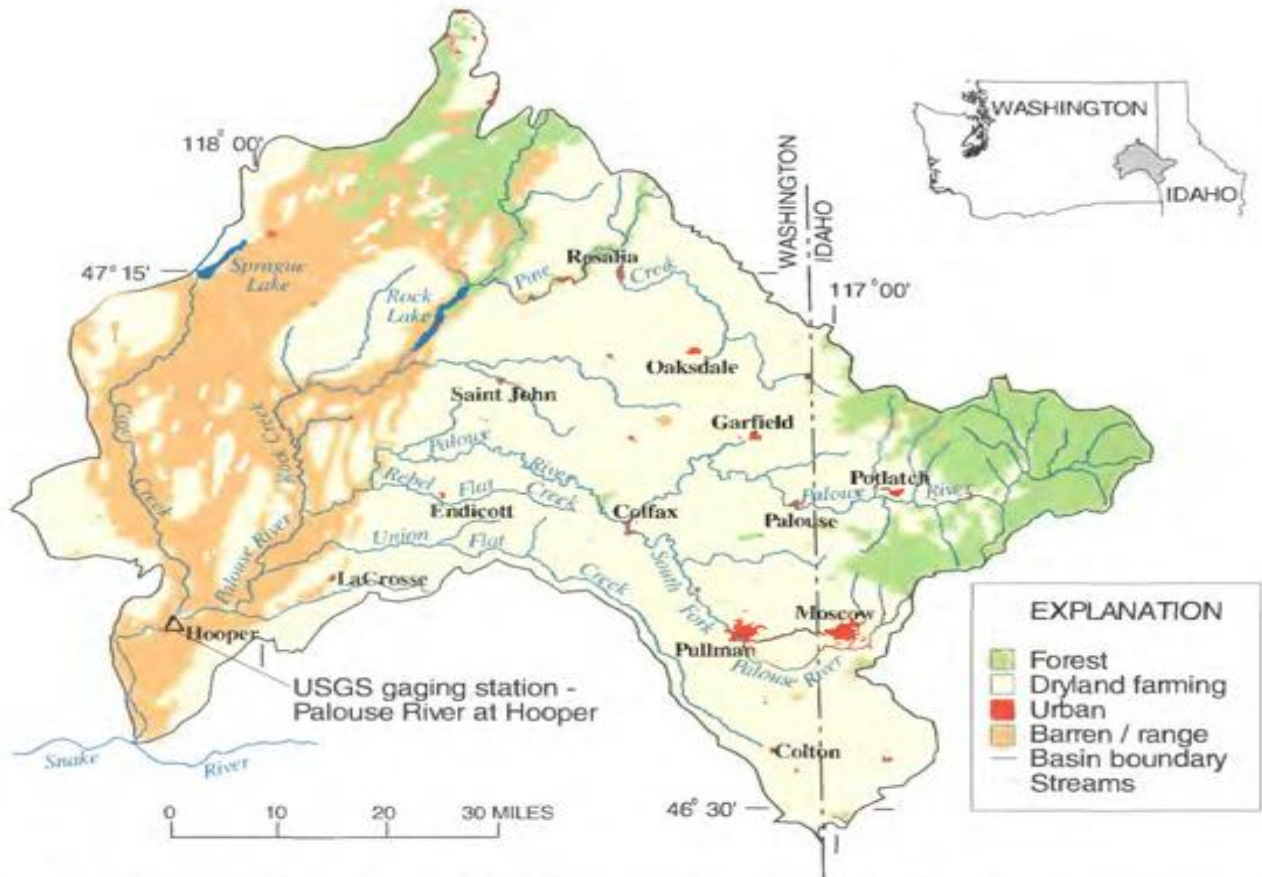 WASHINGTON
IDAHO
118° 00'
WASHINGTON
IDAHO
47° 15'
Sprague
Lake
Rosalia
Pine
Creek
117°00'
Rock
Lake
Oaksdale
Saint John
Garfield
Cow
Creek
Rock Creek
Palouse
River
Potlatch
Palouse River
Rebel Flat Creek
Endicott
Colfax
Palouse
Union Flat
Creek
Palouse River
LaCrosse
South
Fork
Moscow
Hooper
Pullman
Palouse River
USGS gaging station -
Palouse River at Hooper
Colton
Snake
River
46° 30'
0 10 20 30 MILES
EXPLANATION
Forest
Dryland farming
Urban
Barren / range
Basin boundary
Streams